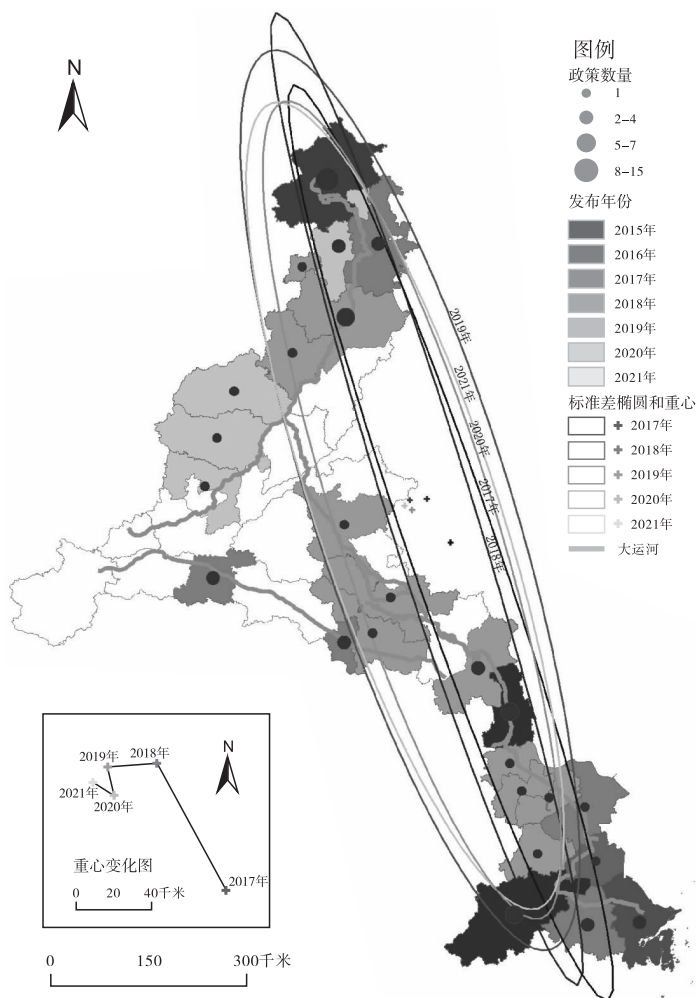 N
图例
政策数量
1
2-4
5-7
8-15
发布年份
2015年
2016年
2017年
2018年
2019年
2020年
2021年
标准差椭圆和重心
2017年
2018年
2019年
2020年
2021年
大运河
2019年
2021年
2020年
2017年
2018年
2019年
2018年
2021年
2020年
N
重心变化图
2017年
0 20 40千米
0 150 300千米